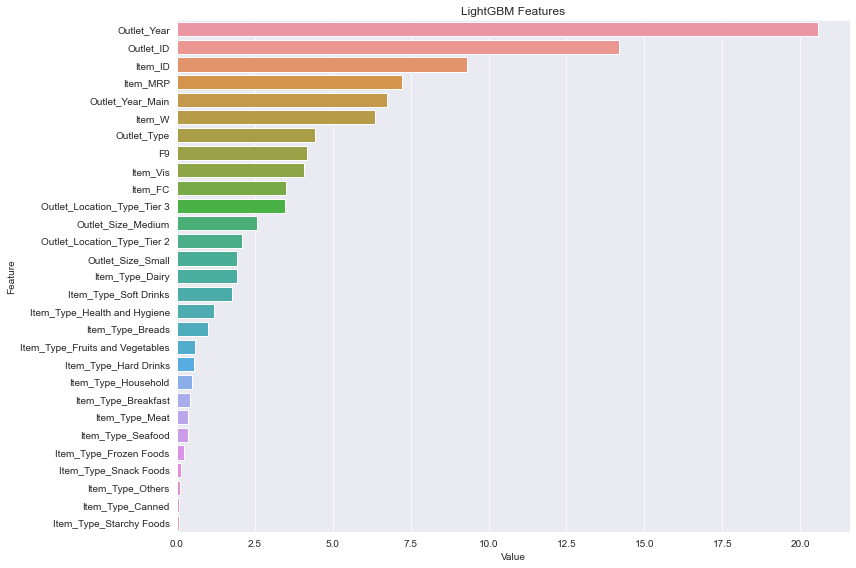 LightGBM Features
Outlet_Year
Outlet_ID
Item_ID
Item_MRP
Outlet_Year_Main
Item_W
Outlet_Type
F9
Item_Vis
Item_FC
Outlet_Location_Type_Tier 3
Outlet_Size_Medium
Outlet_Location_Type_Tier 2
Outlet_Size_Small
Item_Type_Dairy
Item_Type_Soft Drinks
Item_Type_Health and Hygiene
Item_Type_Breads
Item_Type_Fruits and Vegetables
Item_Type_Hard Drinks
Item_Type_Household
Item_Type_Breakfast
Item_Type_Meat
Item_Type_Seafood
Item_Type_Frozen Foods
Item_Type_Snack Foods
Item_Type_Others
Item_Type_Canned
Item_Type_Starchy Foods
Feature
0.0 2.5 5.0 7.5 10.0 12.5 15.0 17.5 20.0
Value